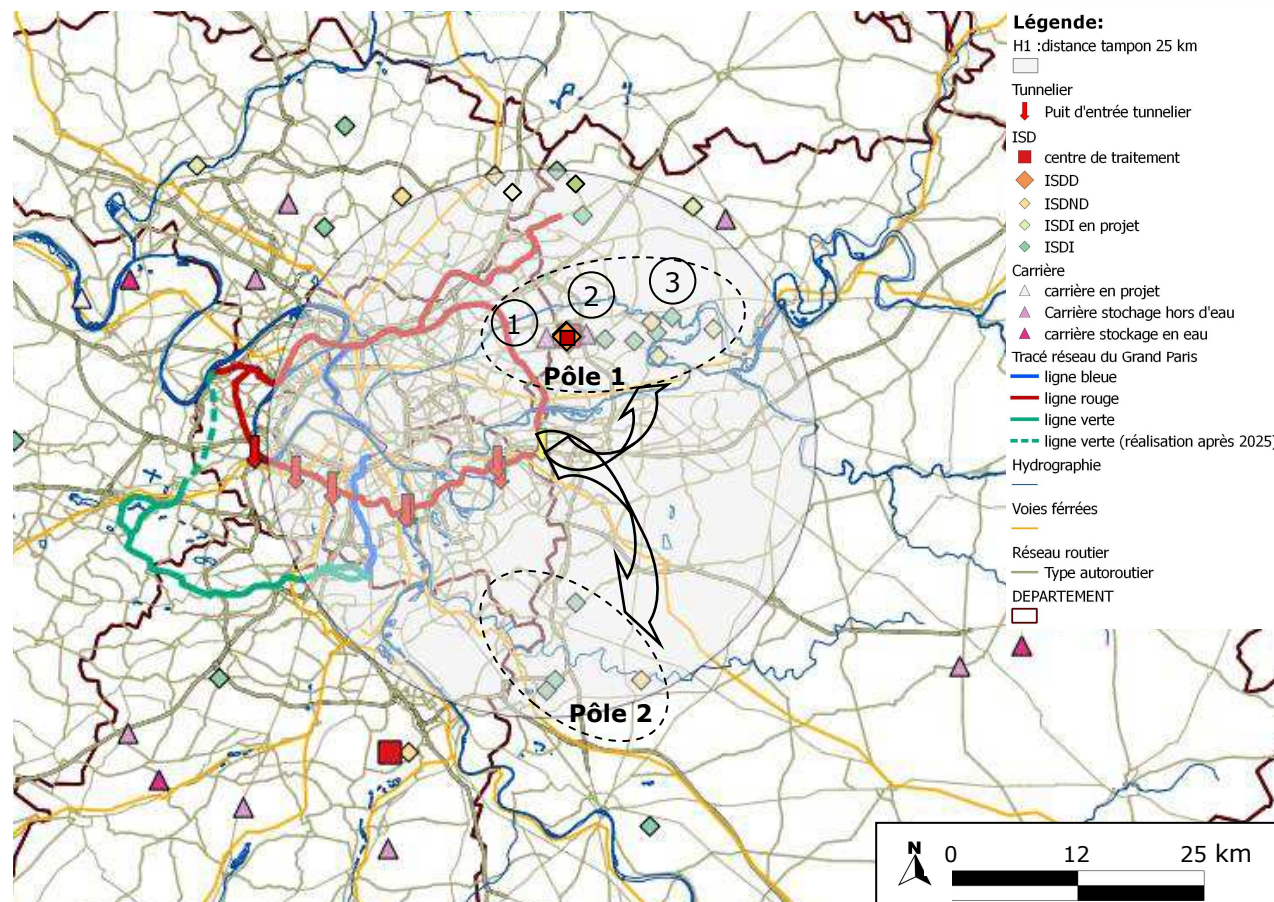 Légende:
H1 :distance tampon 25 km
Tunnelier
Puit d'entrée tunnelier
ISD
centre de traitement
ISDD
ISDND
ISDI en projet
ISDI
Carrière
carrière en projet
Carrière stochage hors d'eau
carrière stockage en eau
Tracé réseau du Grand Paris
ligne bleue
ligne rouge
ligne verte
ligne verte (réalisation après 2025)
Hydrographie
Voies férrées
Réseau routier
Type autoroutier
DEPARTEMENT
1
2
3
Pôle 1
Pôle 2
N
0 12 25 km